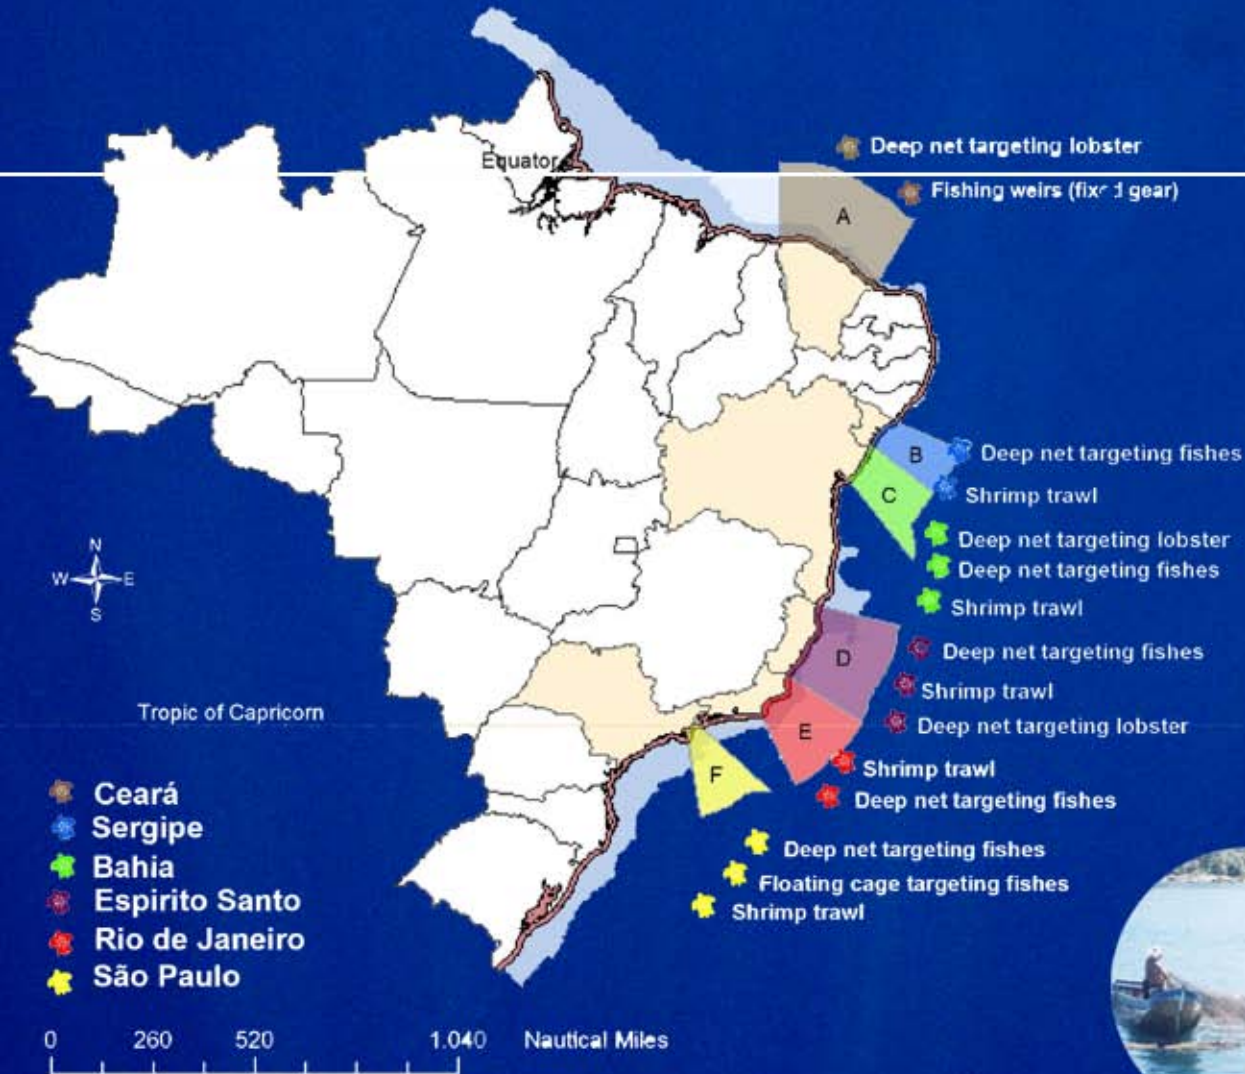 Deep net targeting lobster
Equator
Fishing weirs (fixed gear)
A
B
Deep net targeting fishes
C
Shrimp trawl
Deep net targeting lobster
Deep net targeting fishes
Shrimp trawl
N
W E
S
D
Deep net targeting fishes
Shrimp trawl
Deep net targeting lobster
Tropic of Capricorn
E
F
Shrimp trawl
Deep net targeting fishes
Deep net targeting fishes
Floating cage targeting fishes
Shrimp trawl
Ceará
Sergipe
Bahia
Espirito Santo
Rio de Janeiro
São Paulo
0 260 520 1.040 Nautical Miles